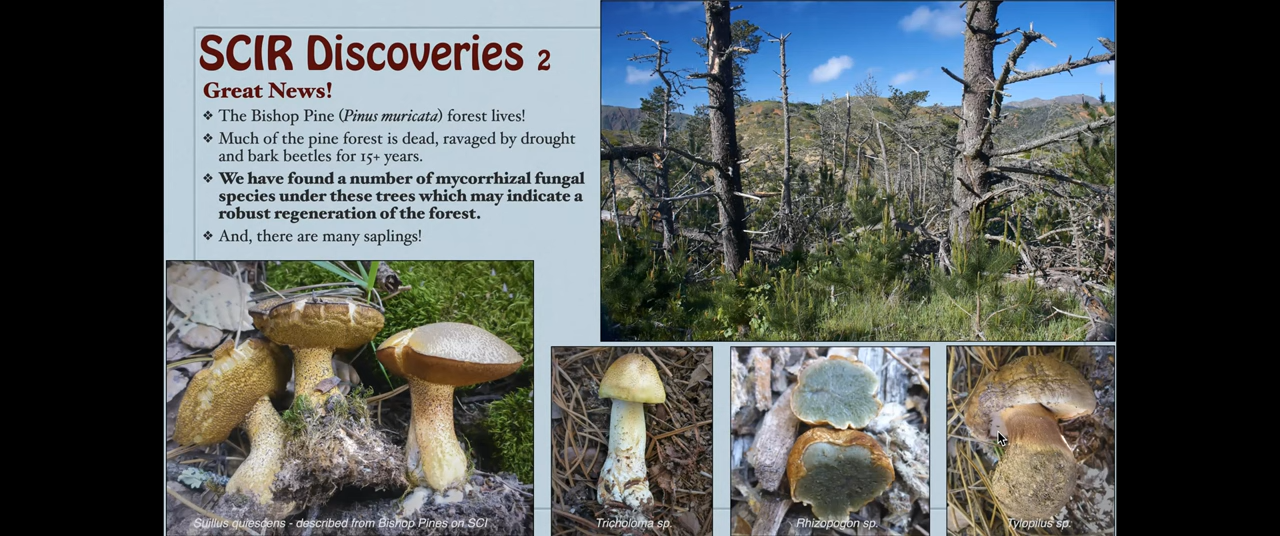 SCIR Discoveries 2
Great News!
❖ The Bishop Pine (Pinus muricata) forest lives!
❖ Much of the pine forest is dead, ravaged by drought
and bark beetles for 15+ years.
❖ We have found a number of mycorrhizal fungal
species under these trees which may indicate a
robust regeneration of the forest.
❖ And, there are many saplings!
Suillus quiescens - described from Bishop Pines on SCI
Tricholoma sp.
Rhizopogon sp.
Tylopilus sp.